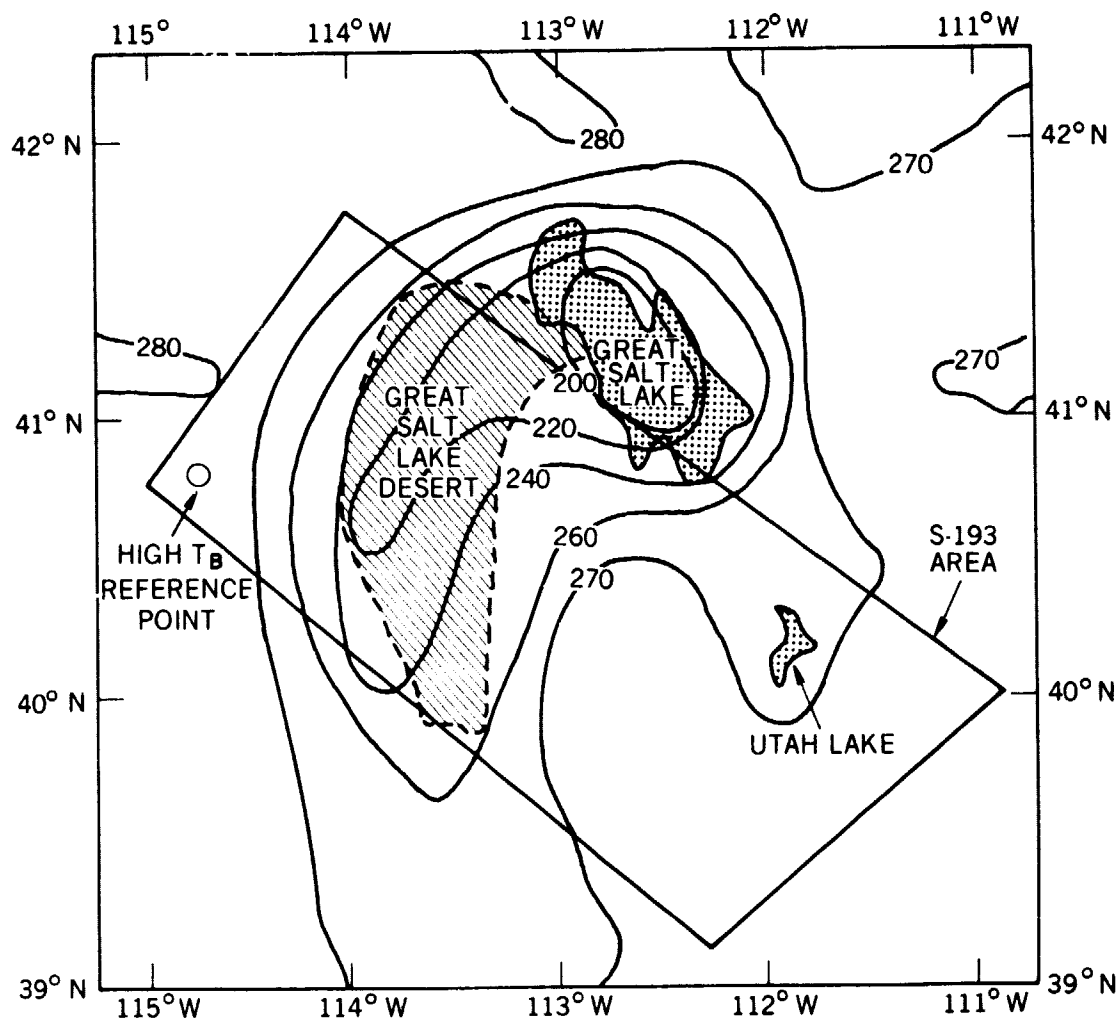 115°
114°W
113°W
112°W
111°W
42° N
42° N
280
270
280
270
GREAT
SALT
LAKE
200
GREAT
SALT
LAKE
DESERT
41° N
41° N
220
240
260
270
HIGH T_B
REFERENCE
POINT
S-193
AREA
40° N
40° N
UTAH LAKE
39° N
39° N
115°W
114°W
113°W
112°W
111°W